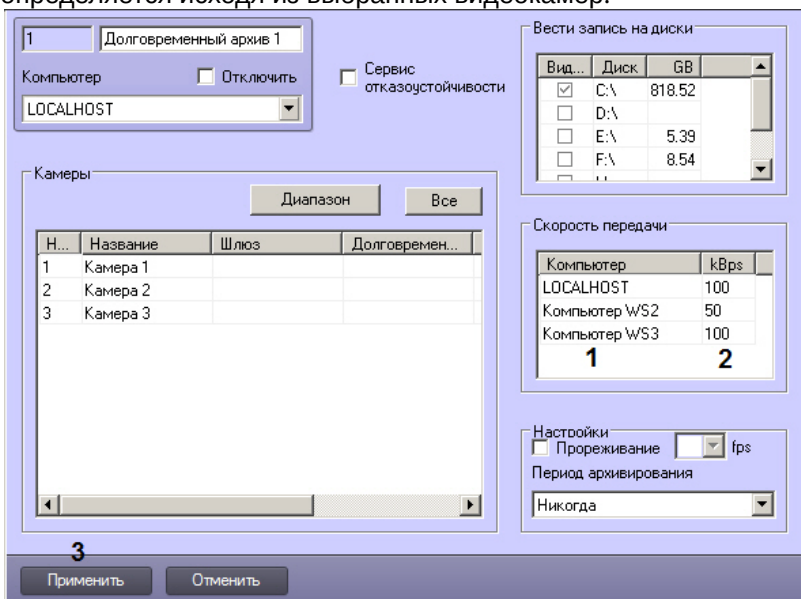 определяется исходя из выбранных видеокамер.
1 Долговременный архив 1
Компьютер Отключить
LOCALHOST
Сервис
отказоустойчивости
Вести запись на диски
Вид... Диск GB
C:\ 818.52
D:\
E:\ 5.39
F:\ 8.54
Камеры
Диапазон Все
Н... Название Шлюз Долговремен...
1 Камера 1
2 Камера 2
3 Камера 3
Скорость передачи
Компьютер kBps
LOCALHOST 100
Компьютер WS2 50
Компьютер WS3 100
1 2
Настройки
Прореживание fps
Период архивирования
Никогда
3
Применить Отменить